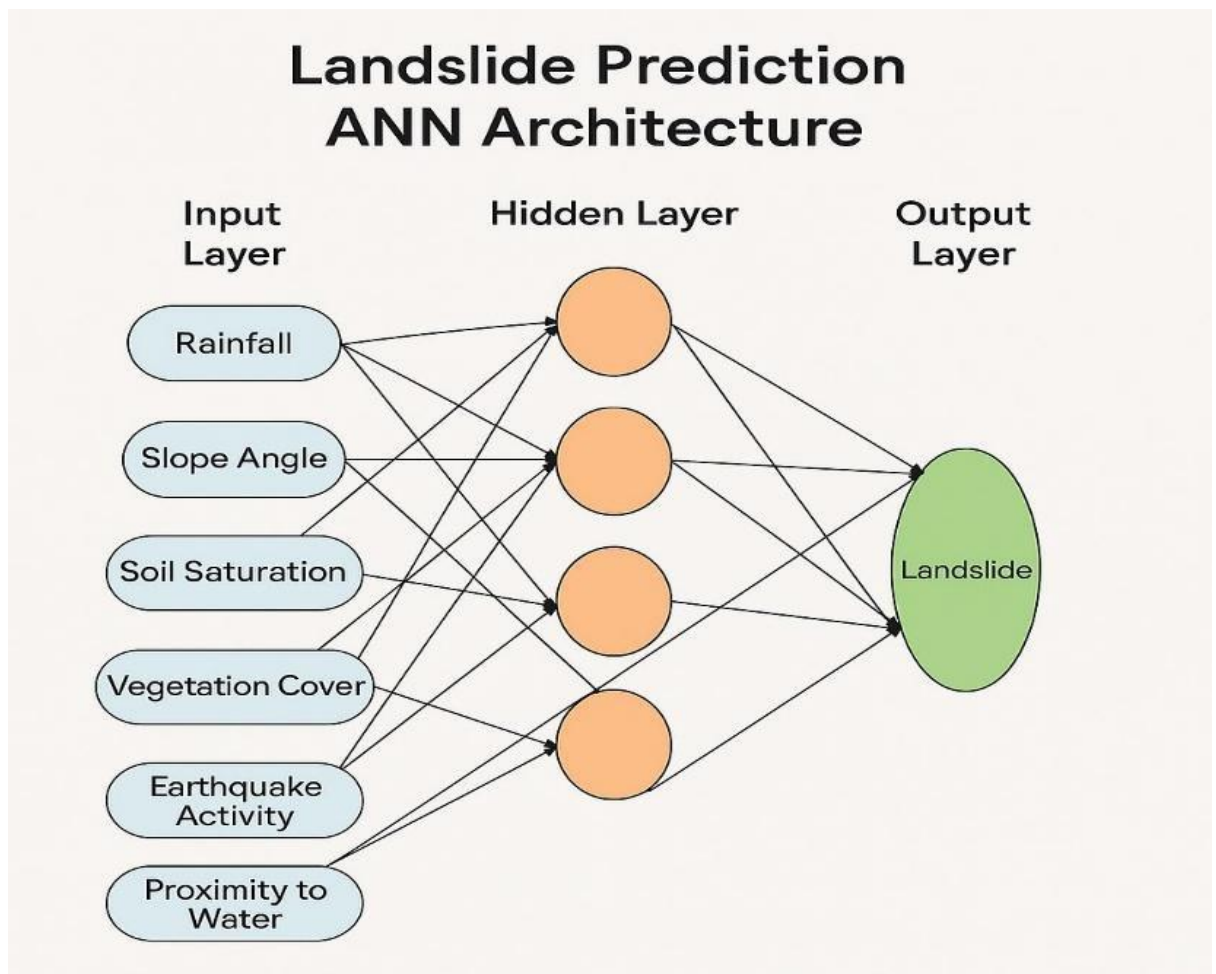 Landslide Prediction
ANN Architecture
Input
Layer
Hidden Layer
Output
Layer
Rainfall
Slope Angle
Soil Saturation
Vegetation Cover
Earthquake
Activity
Proximity to
Water
Landslide